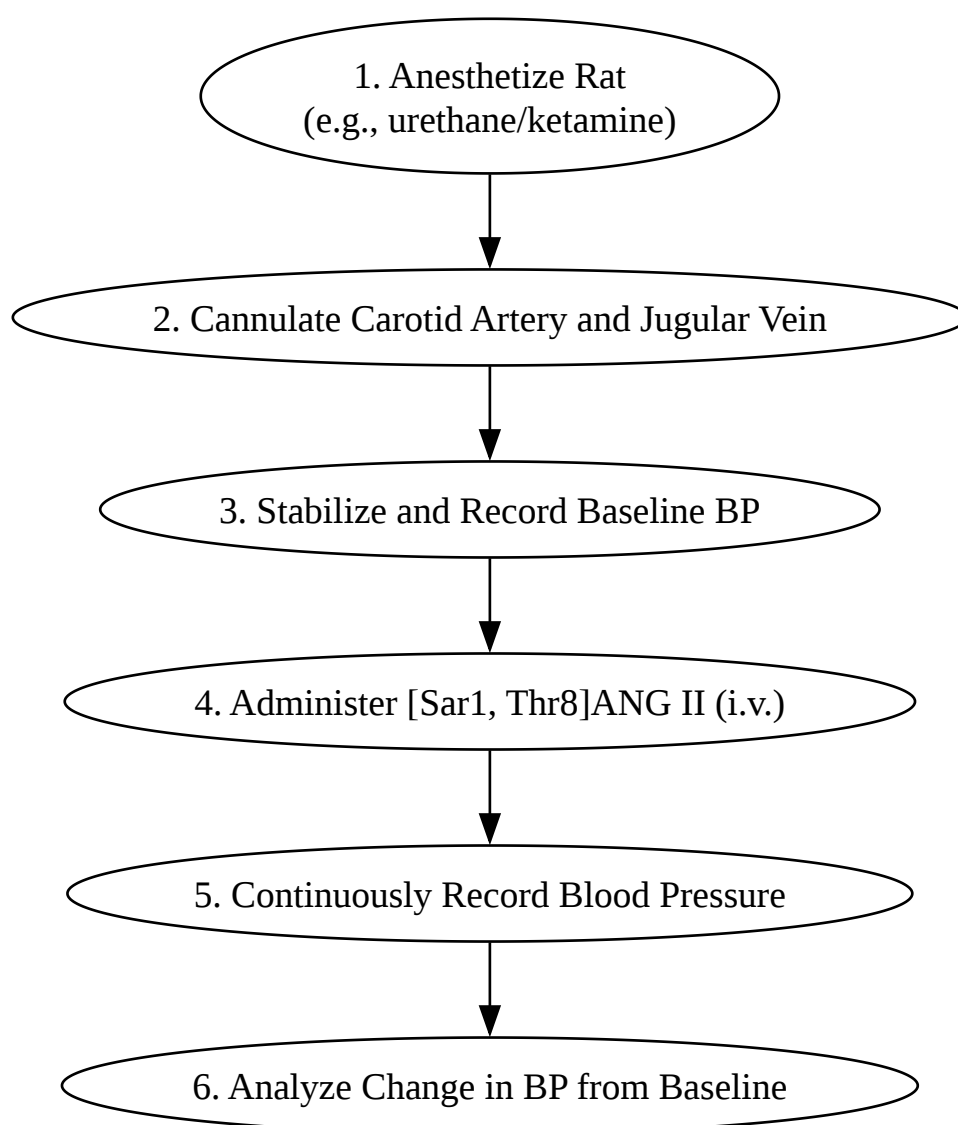 1. Anesthetize Rat
(e.g., urethane/ketamine)
2. Cannulate Carotid Artery and Jugular Vein
3. Stabilize and Record Baseline BP
4. Administer [Sar1, Thr8]ANG II (i.v.)
5. Continuously Record Blood Pressure
6. Analyze Change in BP from Baseline